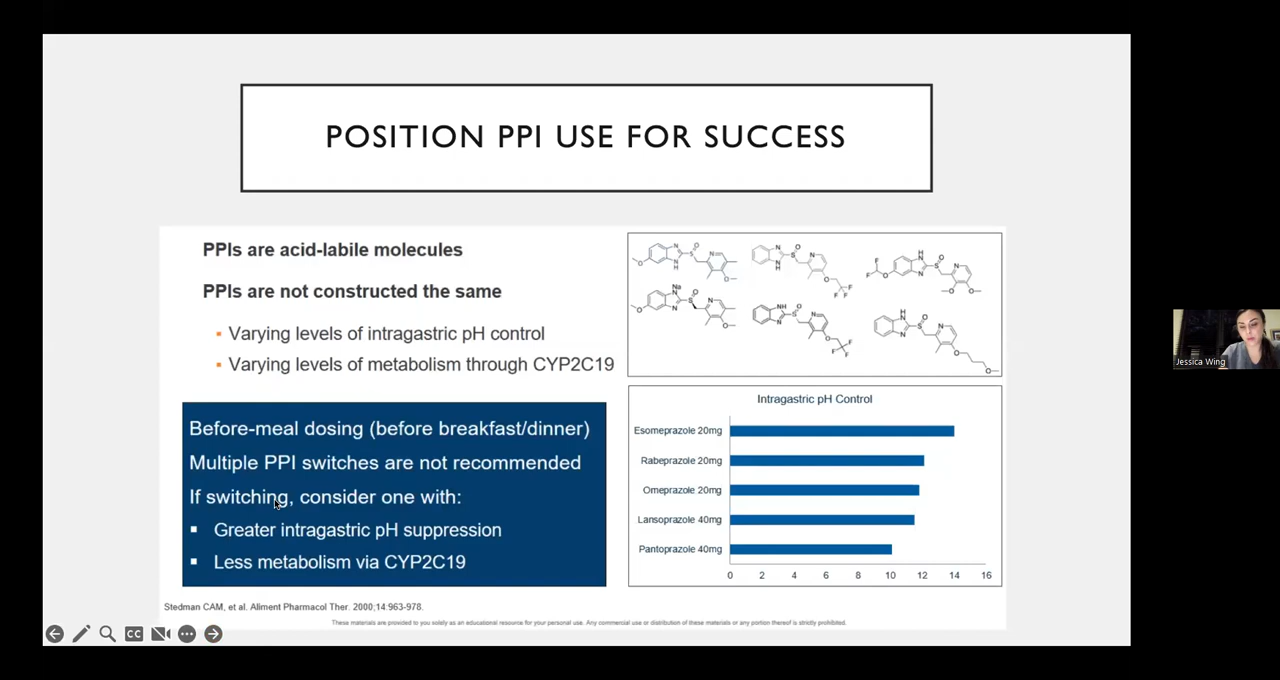 POSITION PPI USE FOR SUCCESS
PPIs are acid-labile molecules
PPIs are not constructed the same
▪ Varying levels of intragastric pH control
▪ Varying levels of metabolism through CYP2C19
Before-meal dosing (before breakfast/dinner)
Multiple PPI switches are not recommended
If switching, consider one with:
▪ Greater intragastric pH suppression
▪ Less metabolism via CYP2C19
Intragastric pH Control
Esomeprazole 20mg
Rabeprazole 20mg
Omeprazole 20mg
Lansoprazole 40mg
Pantoprazole 40mg
0 2 4 6 8 10 12 14 16
Stedman CAM, et al. Aliment Pharmacol Ther. 2000;14:963-978.
These materials are provided to you solely as an educational resource for your personal use. Any commercial use or distribution of these materials or any portion thereof is strictly prohibited.
CC
Jessica Wing